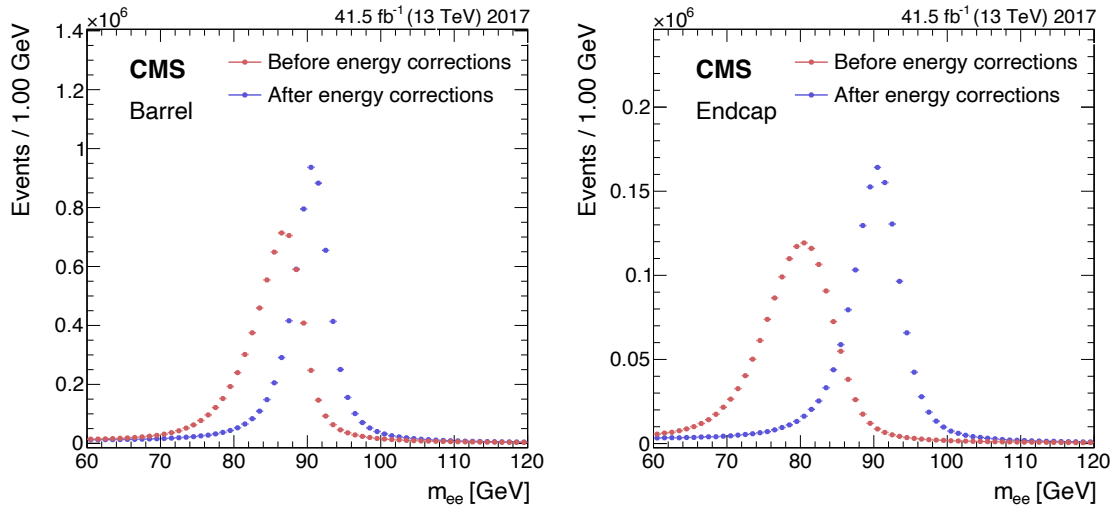 ×10⁶
41.5 fb⁻¹ (13 TeV) 2017
Events / 1.00 GeV
1.4
1.2
1
0.8
0.6
0.4
0.2
0
CMS
Barrel
Before energy corrections
After energy corrections
60 70 80 90 100 110 120
m_ee [GeV]
×10⁶
41.5 fb⁻¹ (13 TeV) 2017
Events / 1.00 GeV
0.2
0.15
0.1
0.05
0
CMS
Endcap
Before energy corrections
After energy corrections
60 70 80 90 100 110 120
m_ee [GeV]